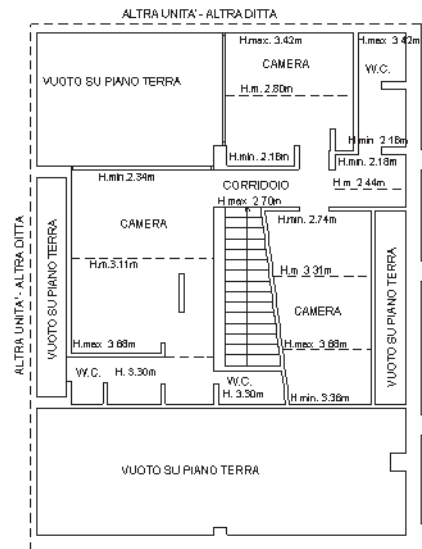 ALTRA UNITA' - ALTRA DITTA
H.max. 3.42m
H.max 3.42m
CAMERA
W.C.
VUOTO SU PIANO TERRA
H.m. 2.80m
H.min 2.16m
H.min. 2.16m
H.min 2.18m
H.min. 2.34m
CORRIDOIO
H.m 2.44m
H.max 2.70m
H.min. 2.74m
CAMERA
H.m.3.11m
H.m 3.31m
CAMERA
VUOTO SU PIANO TERRA
VUOTO SU PIANO TERRA
ALTRA UNITA' - ALTRA DITTA
H.max 3.68m
H.max 3.68m
W.C.
H. 3.30m
W.C.
H. 3.30m
H min. 3.36m
VUOTO SU PIANO TERRA